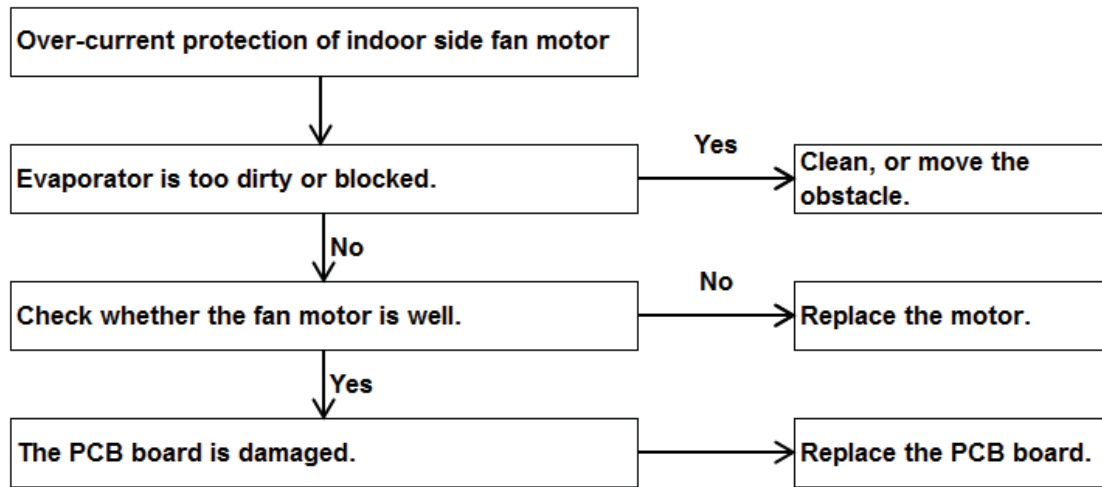 Over-current protection of indoor side fan motor
Evaporator is too dirty or blocked.
Yes
Clean, or move the
obstacle.
No
Check whether the fan motor is well.
No
Replace the motor.
Yes
The PCB board is damaged.
Replace the PCB board.